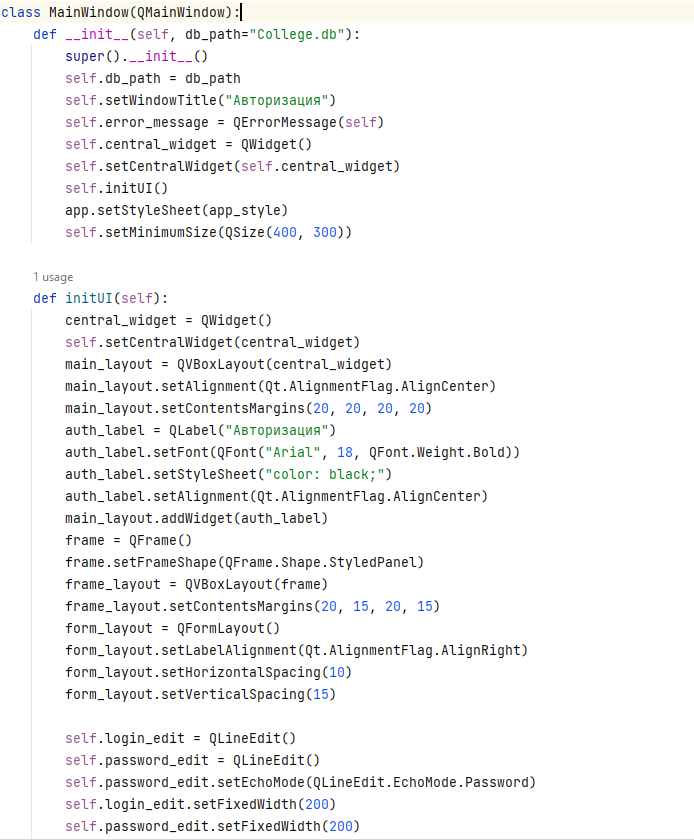 class MainWindow(QMainWindow):
    def __init__(self, db_path="College.db"):
        super().__init__()
        self.db_path = db_path
        self.setWindowTitle("Авторизация")
        self.error_message = QErrorMessage(self)
        self.central_widget = QWidget()
        self.setCentralWidget(self.central_widget)
        self.initUI()
        app.setStyleSheet(app_style)
        self.setMinimumSize(QSize(400, 300))
    1 usage
    def initUI(self):
        central_widget = QWidget()
        self.setCentralWidget(central_widget)
        main_layout = QVBoxLayout(central_widget)
        main_layout.setAlignment(Qt.AlignmentFlag.AlignCenter)
        main_layout.setContentsMargins(20, 20, 20, 20)
        auth_label = QLabel("Авторизация")
        auth_label.setFont(QFont("Arial", 18, QFont.Weight.Bold))
        auth_label.setStyleSheet("color: black;")
        auth_label.setAlignment(Qt.AlignmentFlag.AlignCenter)
        main_layout.addWidget(auth_label)
        frame = QFrame()
        frame.setFrameShape(QFrame.Shape.StyledPanel)
        frame_layout = QVBoxLayout(frame)
        frame_layout.setContentsMargins(20, 15, 20, 15)
        form_layout = QFormLayout()
        form_layout.setLabelAlignment(Qt.AlignmentFlag.AlignRight)
        form_layout.setHorizontalSpacing(10)
        form_layout.setVerticalSpacing(15)
        self.login_edit = QLineEdit()
        self.password_edit = QLineEdit()
        self.password_edit.setEchoMode(QLineEdit.EchoMode.Password)
        self.login_edit.setFixedWidth(200)
        self.password_edit.setFixedWidth(200)